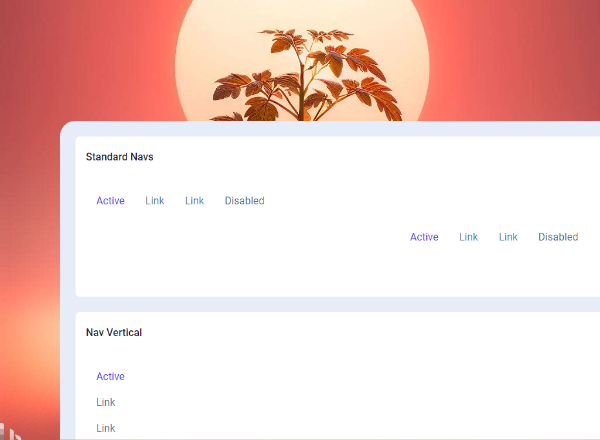 Standard Navs
Active Link Link Disabled
Active Link Link Disabled
Nav Vertical
Active
Link
Link